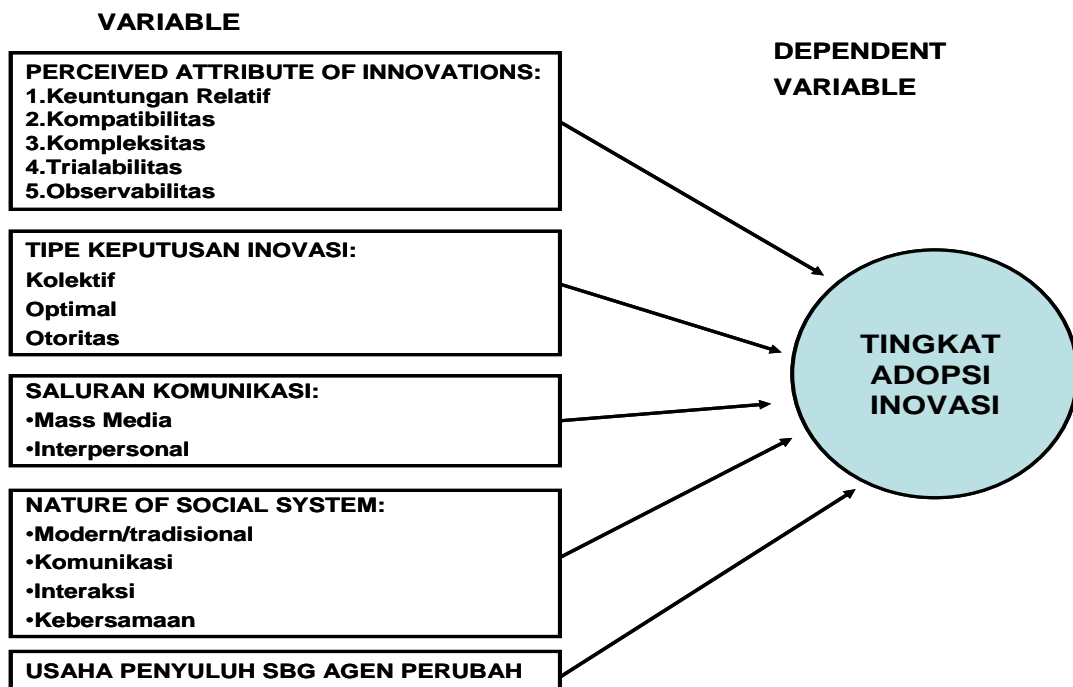 VARIABLE
PERCEIVED ATTRIBUTE OF INNOVATIONS:
1.Keuntungan Relatif
2.Kompatibilitas
3.Kompleksitas
4.Trialabilitas
5.Observabilitas
TIPE KEPUTUSAN INOVASI:
Kolektif
Optimal
Otoritas
SALURAN KOMUNIKASI:
•Mass Media
•Interpersonal
NATURE OF SOCIAL SYSTEM:
•Modern/tradisional
•Komunikasi
•Interaksi
•Kebersamaan
USAHA PENYULUH SBG AGEN PERUBAH
DEPENDENT
VARIABLE
TINGKAT
ADOPSI
INOVASI